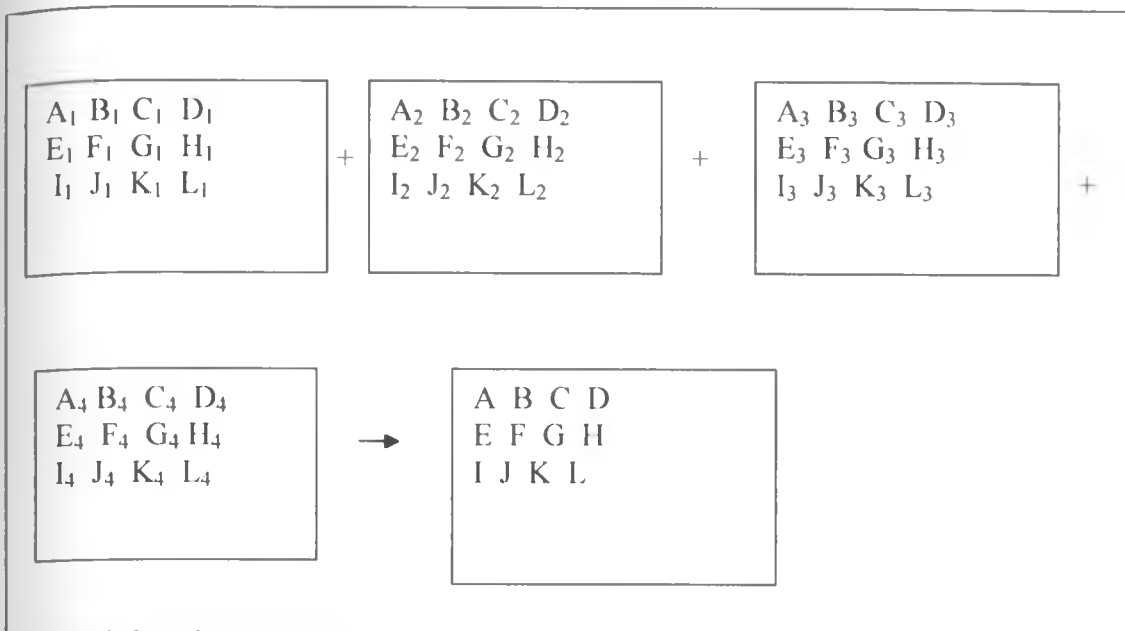 A₁ B₁ C₁ D₁
E₁ F₁ G₁ H₁
I₁ J₁ K₁ L₁
+
A₂ B₂ C₂ D₂
E₂ F₂ G₂ H₂
I₂ J₂ K₂ L₂
+
A₃ B₃ C₃ D₃
E₃ F₃ G₃ H₃
I₃ J₃ K₃ L₃
+
A₄ B₄ C₄ D₄
E₄ F₄ G₄ H₄
I₄ J₄ K₄ L₄
→
A B C D
E F G H
I J K L